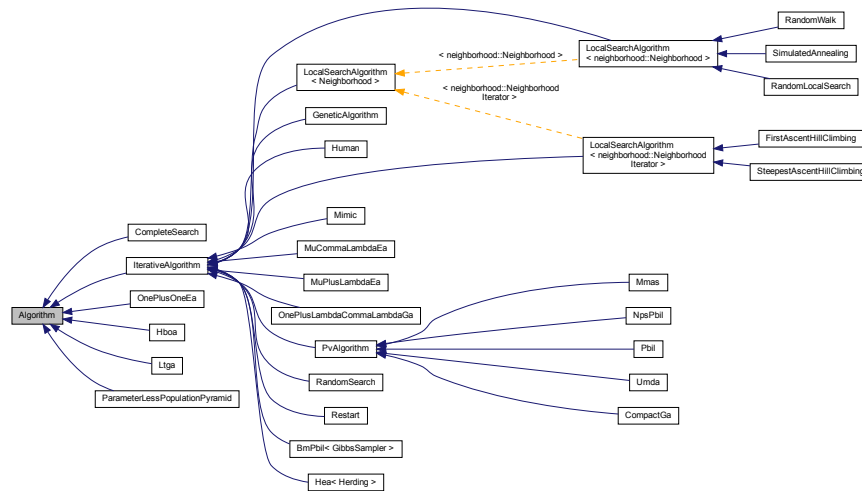 RandomWalk
LocalSearchAlgorithm
< neighborhood::Neighborhood >
SimulatedAnnealing
RandomLocalSearch
< neighborhood::Neighborhood >
LocalSearchAlgorithm
< Neighborhood >
< neighborhood::Neighborhood
Iterator >
GeneticAlgorithm
Human
LocalSearchAlgorithm
< neighborhood::Neighborhood
Iterator >
FirstAscentHillClimbing
SteepestAscentHillClimbing
Mimic
CompleteSearch
MuCommaLambdaEa
IterativeAlgorithm
MuPlusLambdaEa
OnePlusOneEa
OnePlusLambdaCommaLambdaGa
Algorithm
Hboa
Ltga
ParameterLessPopulationPyramid
Mmas
NpsPbil
PvAlgorithm
Pbil
RandomSearch
Umda
Restart
CompactGa
BmPbil< GibbsSampler >
Hea< Herding >